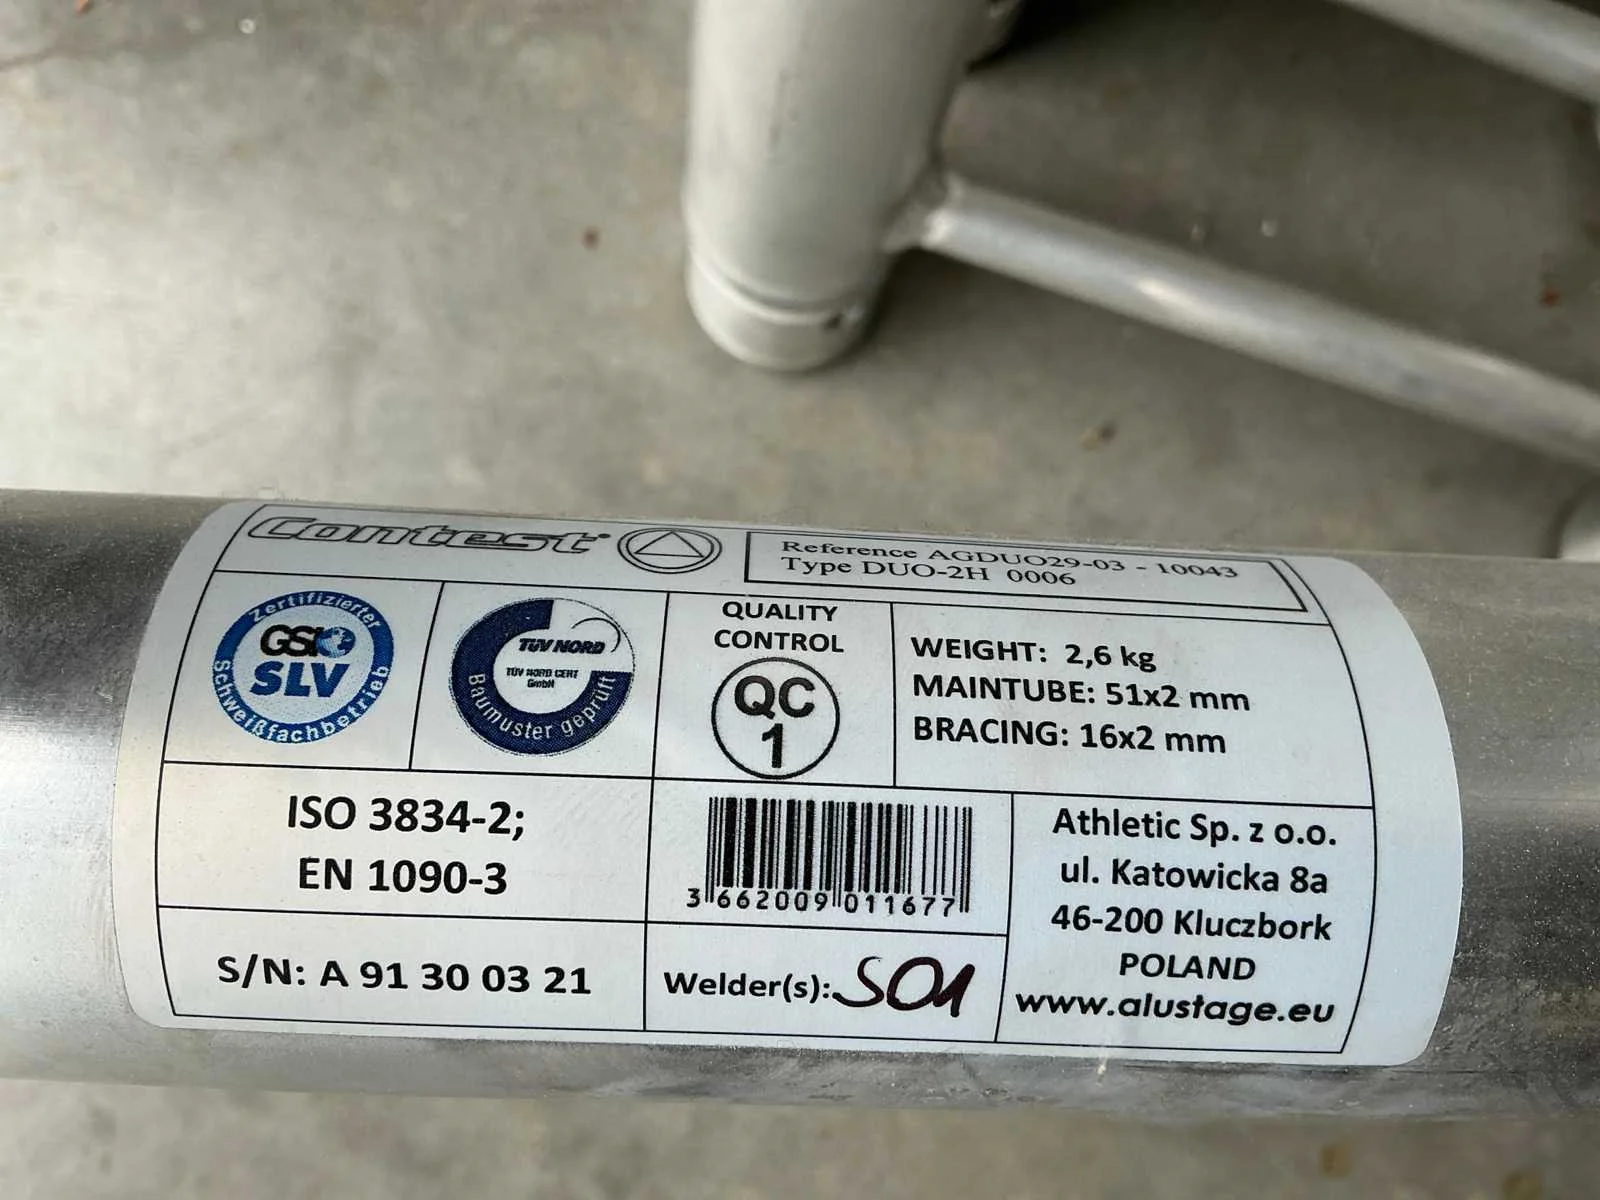 Contest
Reference AGDUO29-03 - 10043
Type DUO-2H 0006
Zertifizierter
GSI
SLV
Schweißfachbetrieb
TÜV NORD
TÜV NORD CERT
GmbH
Baumuster geprüft
QUALITY
CONTROL
QC
1
WEIGHT: 2,6 kg
MAINTUBE: 51x2 mm
BRACING: 16x2 mm
ISO 3834-2;
EN 1090-3
3 662009 011677
Athletic Sp. z o.o.
ul. Katowicka 8a
46-200 Kluczbork
POLAND
www.alustage.eu
S/N: A 91 30 03 21
Welder(s): S01